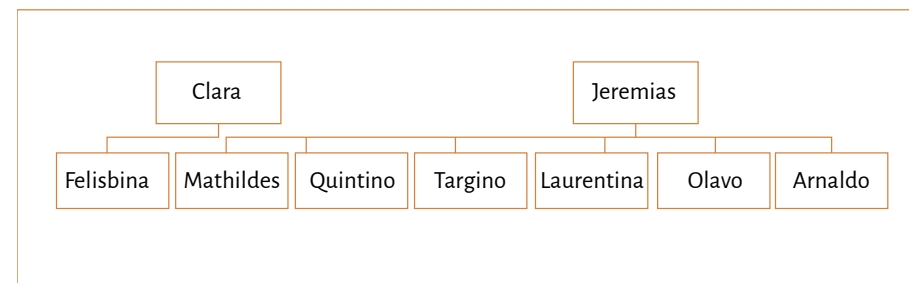 Clara
Jeremias
Felisbina
Mathildes
Quintino
Targino
Laurentina
Olavo
Arnaldo